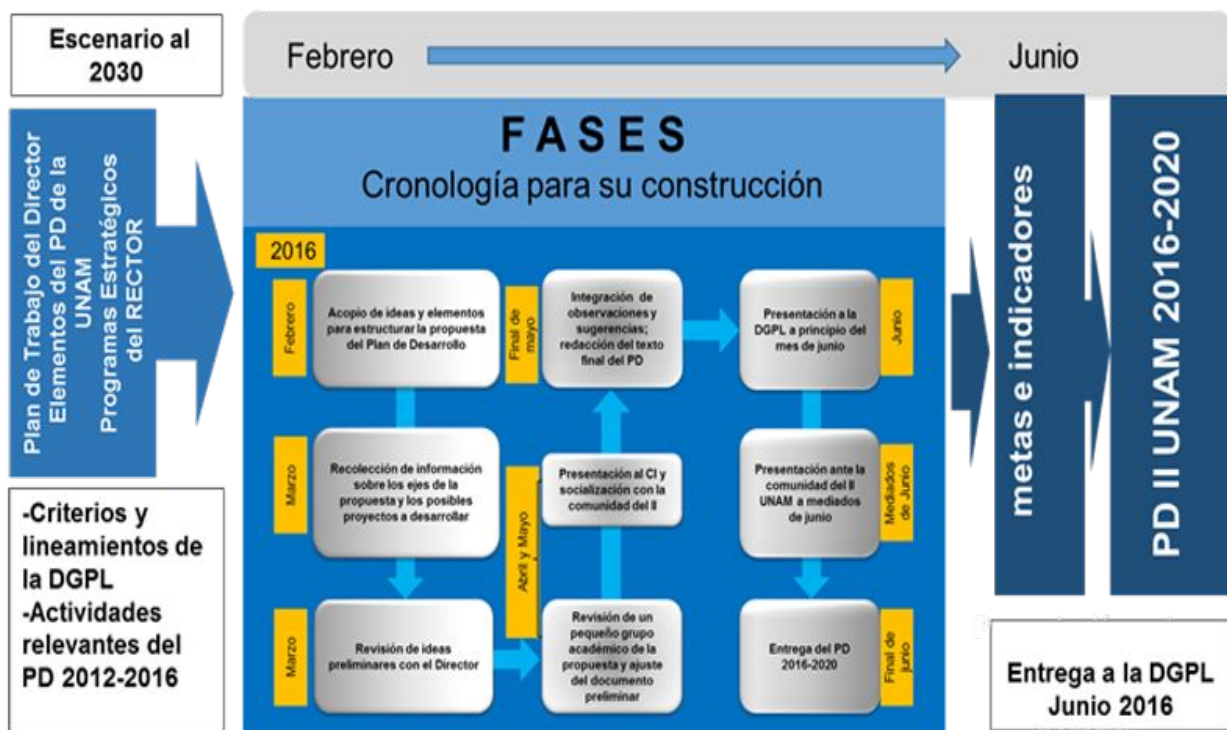 Escenario al
2030
Febrero
Junio
Plan de Trabajo del Director
Elementos del PD de la
UNAM
Programas Estratégicos
del RECTOR
-Criterios y
lineamientos de
la DGPL
-Actividades
relevantes del
PD 2012-2016
FASES
Cronología para su construcción
2016
Febrero
Acopio de ideas y elementos
para estructurar la propuesta
del Plan de Desarrollo
Marzo
Recolección de información
sobre los ejes de la
propuesta y los posibles
proyectos a desarrollar
Marzo
Revisión de ideas
preliminares con el Director
Abril y Mayo
Revisión de un
pequeño grupo
académico de la
propuesta y ajuste
del documento
preliminar
Presentación al CI y
socialización con la
comunidad del II
Final de
mayo
Integración de
observaciones y
sugerencias;
redacción del texto
final del PD
Presentación a la
DGPL a principio del
mes de junio
Junio
Presentación ante la
comunidad del II
UNAM a mediados
de junio
Mediados
de Junio
Entrega del PD
2016-2020
Final de
junio
metas e indicadores
PD II UNAM 2016-2020
Entrega a la DGPL
Junio 2016